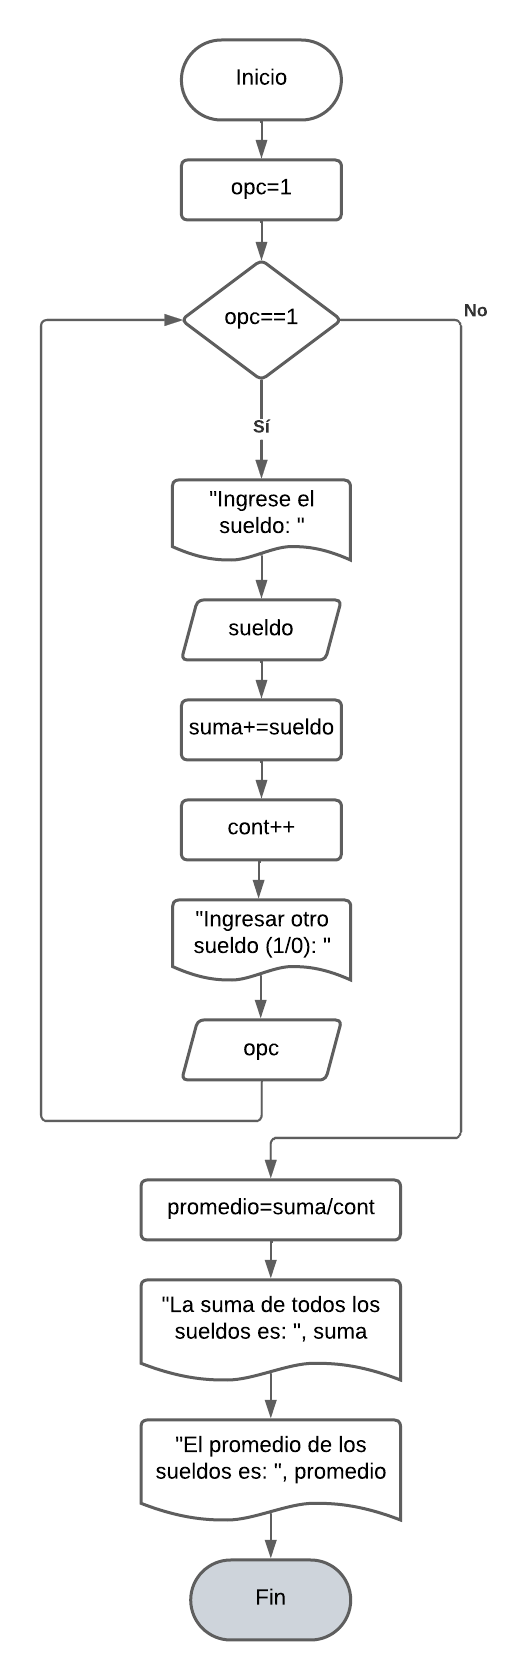 Inicio
opc=1
opc==1
No
Sí
"Ingrese el
sueldo: "
sueldo
suma+=sueldo
cont++
"Ingresar otro
sueldo (1/0): "
opc
promedio=suma/cont
"La suma de todos los
sueldos es: ", suma
"El promedio de los
sueldos es: ", promedio
Fin